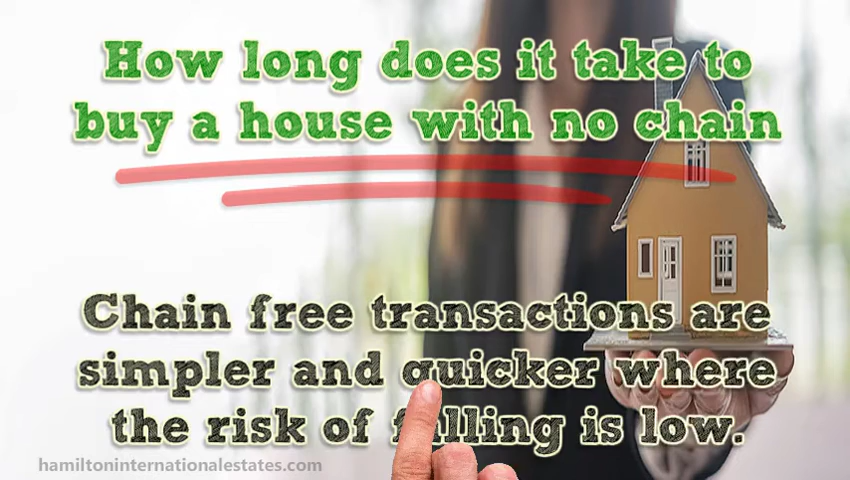 How long does it take to
buy a house with no chain
Chain free transactions are
simpler and quicker where
the risk of falling is low.
hamiltoninternationalestates.com